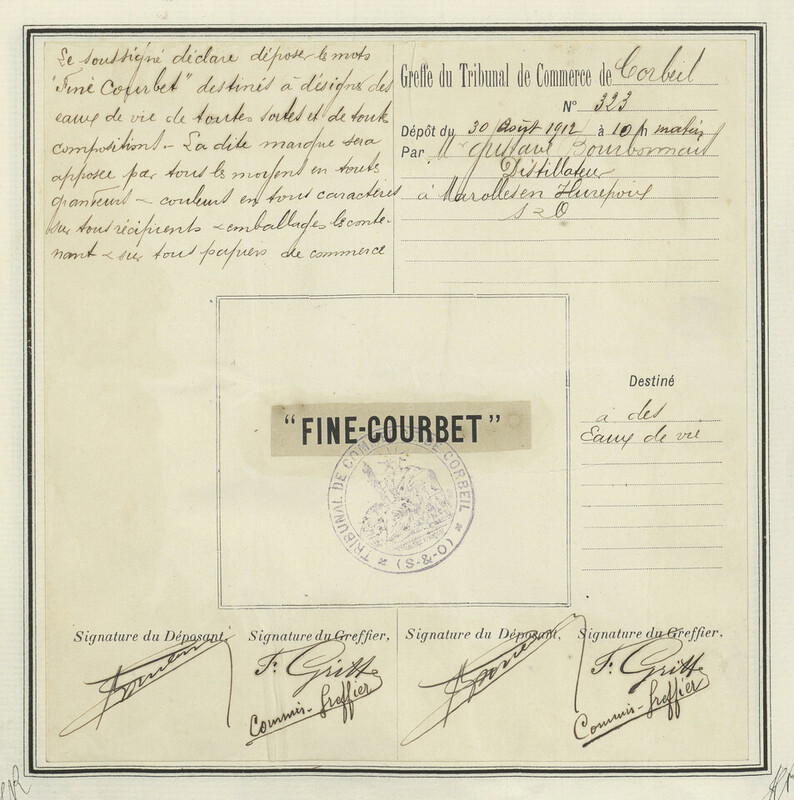 Le soussigné déclare déposer le mots
"Fine Courbet" destinés à désigner des
eaux de vie de toutes sortes et de toute
composition. - La dite marque sera
apposée par tous les moyens en toutes
grandeurs - couleurs en tous caractères
sur tous récipients & emballages le conte-
nant & sur tous papiers de commerce
Greffe du Tribunal de Commerce de Corbeil
N° 323
Dépôt du 30 Août 1912 à 10 h matin
Par Mr Gustave Bourbonnais
Distillateur
à Marolles en Hurepoix
S & O
"FINE-COURBET"
TRIBUNAL DE COMMERCE DE CORBEIL * (S-&-O) *
Destiné
à des
Eaux de vie
Signature du Déposant,
Signature du Greffier,
Signature du Déposant,
Signature du Greffier,
F. Gritte
Commis-Greffier
F. Gritte
Commis-Greffier